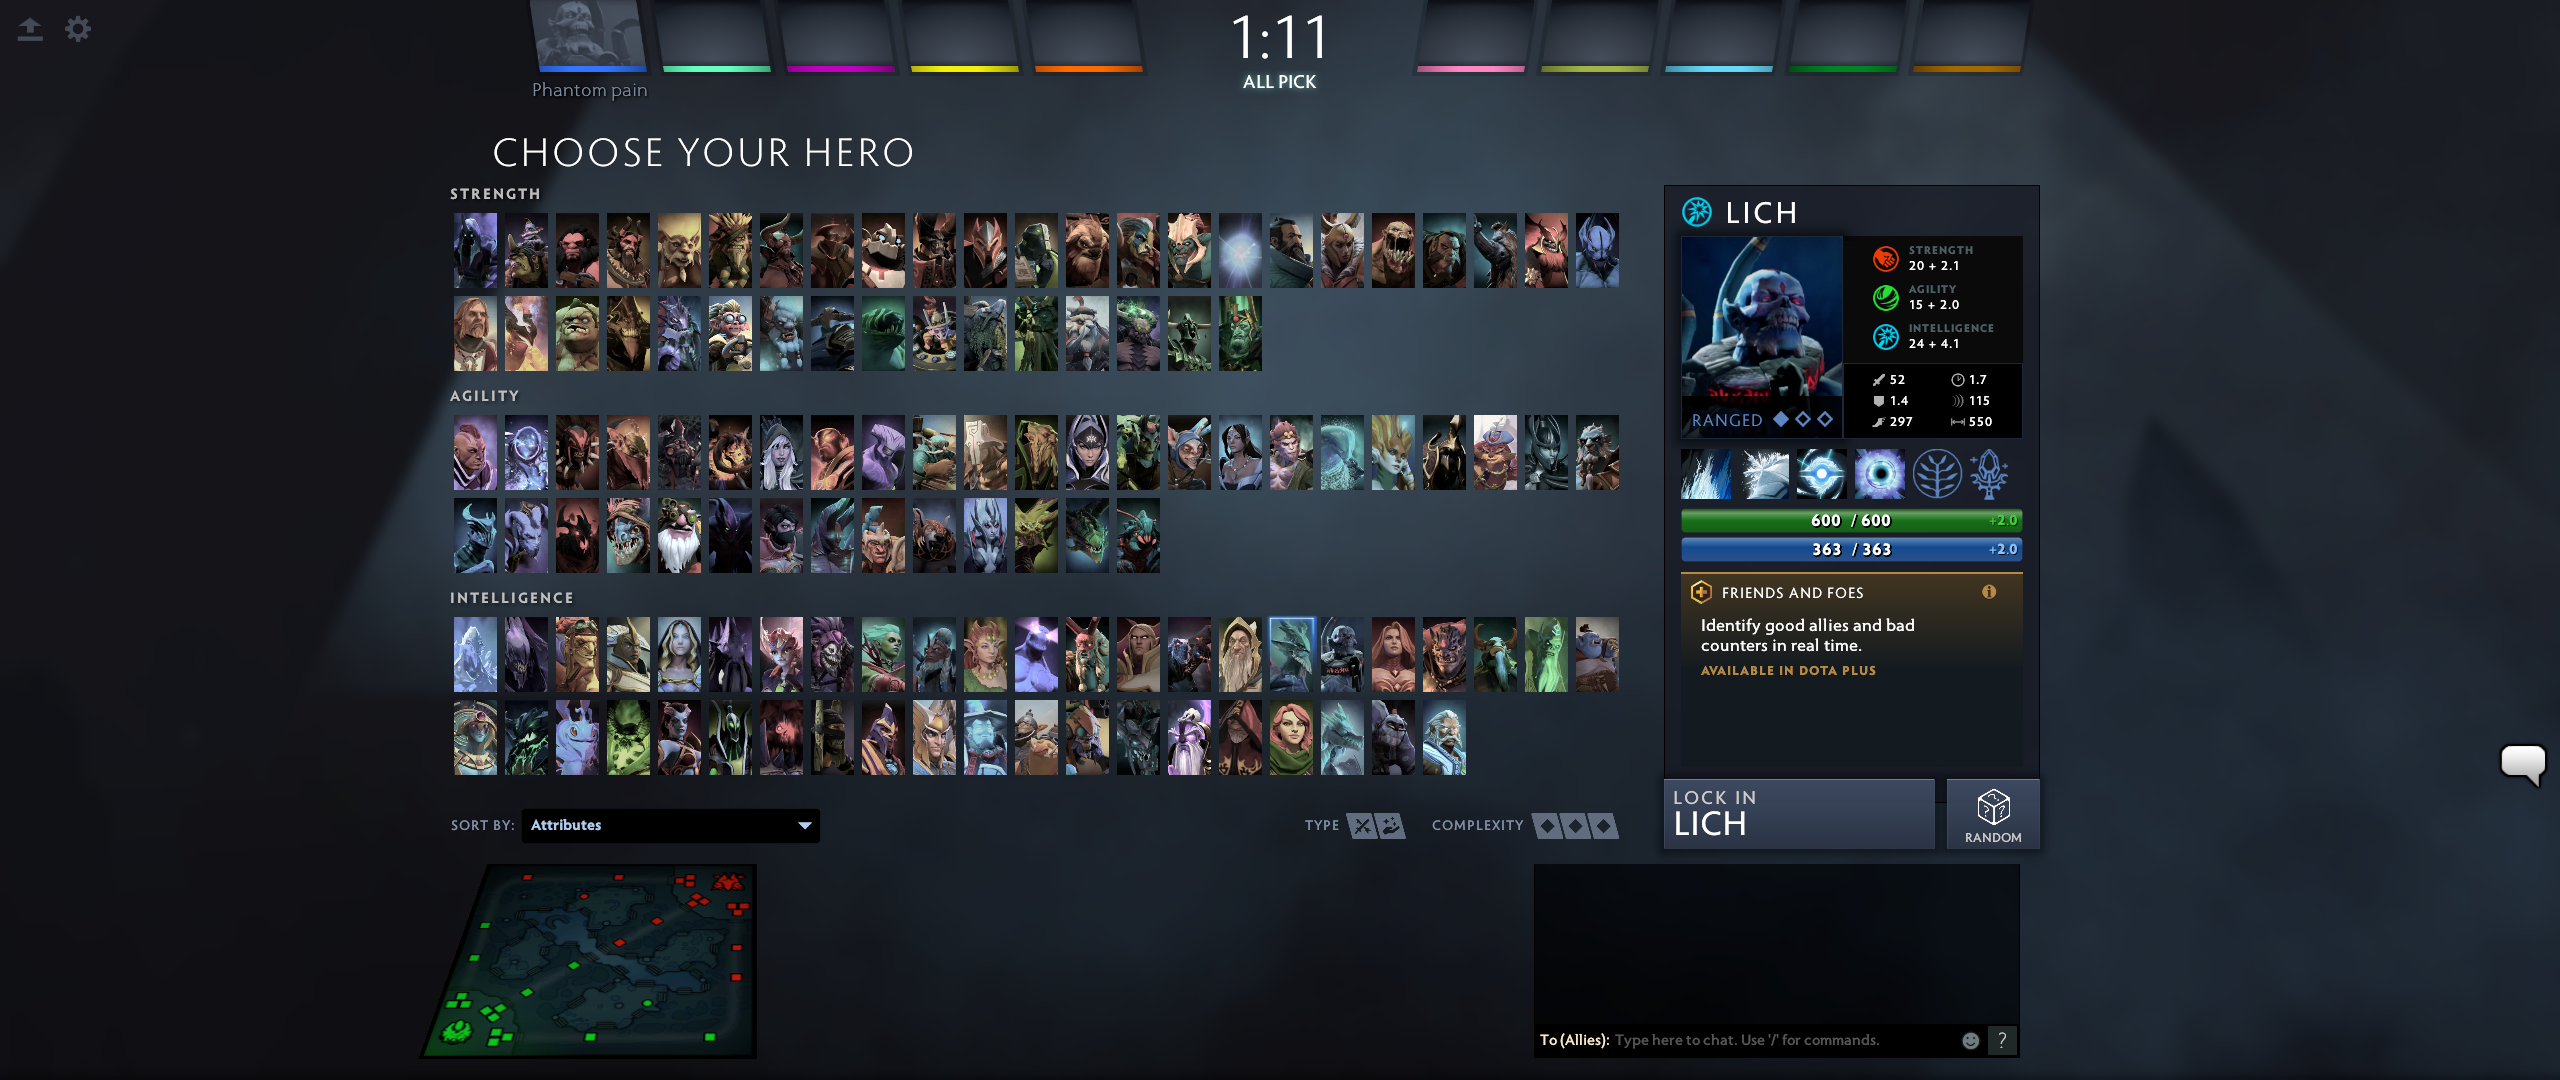 1:11
ALL PICK
Phantom pain
CHOOSE YOUR HERO
STRENGTH
AGILITY
INTELLIGENCE
SORT BY: Attributes
TYPE
COMPLEXITY
LICH
STRENGTH
20 + 2.1
AGILITY
15 + 2.0
INTELLIGENCE
24 + 4.1
RANGED
52 1.7
1.4 115
297 550
600 / 600 +2.0
363 / 363 +2.0
FRIENDS AND FOES
Identify good allies and bad
counters in real time.
AVAILABLE IN DOTA PLUS
LOCK IN
LICH
RANDOM
To (Allies): Type here to chat. Use '/' for commands.
?